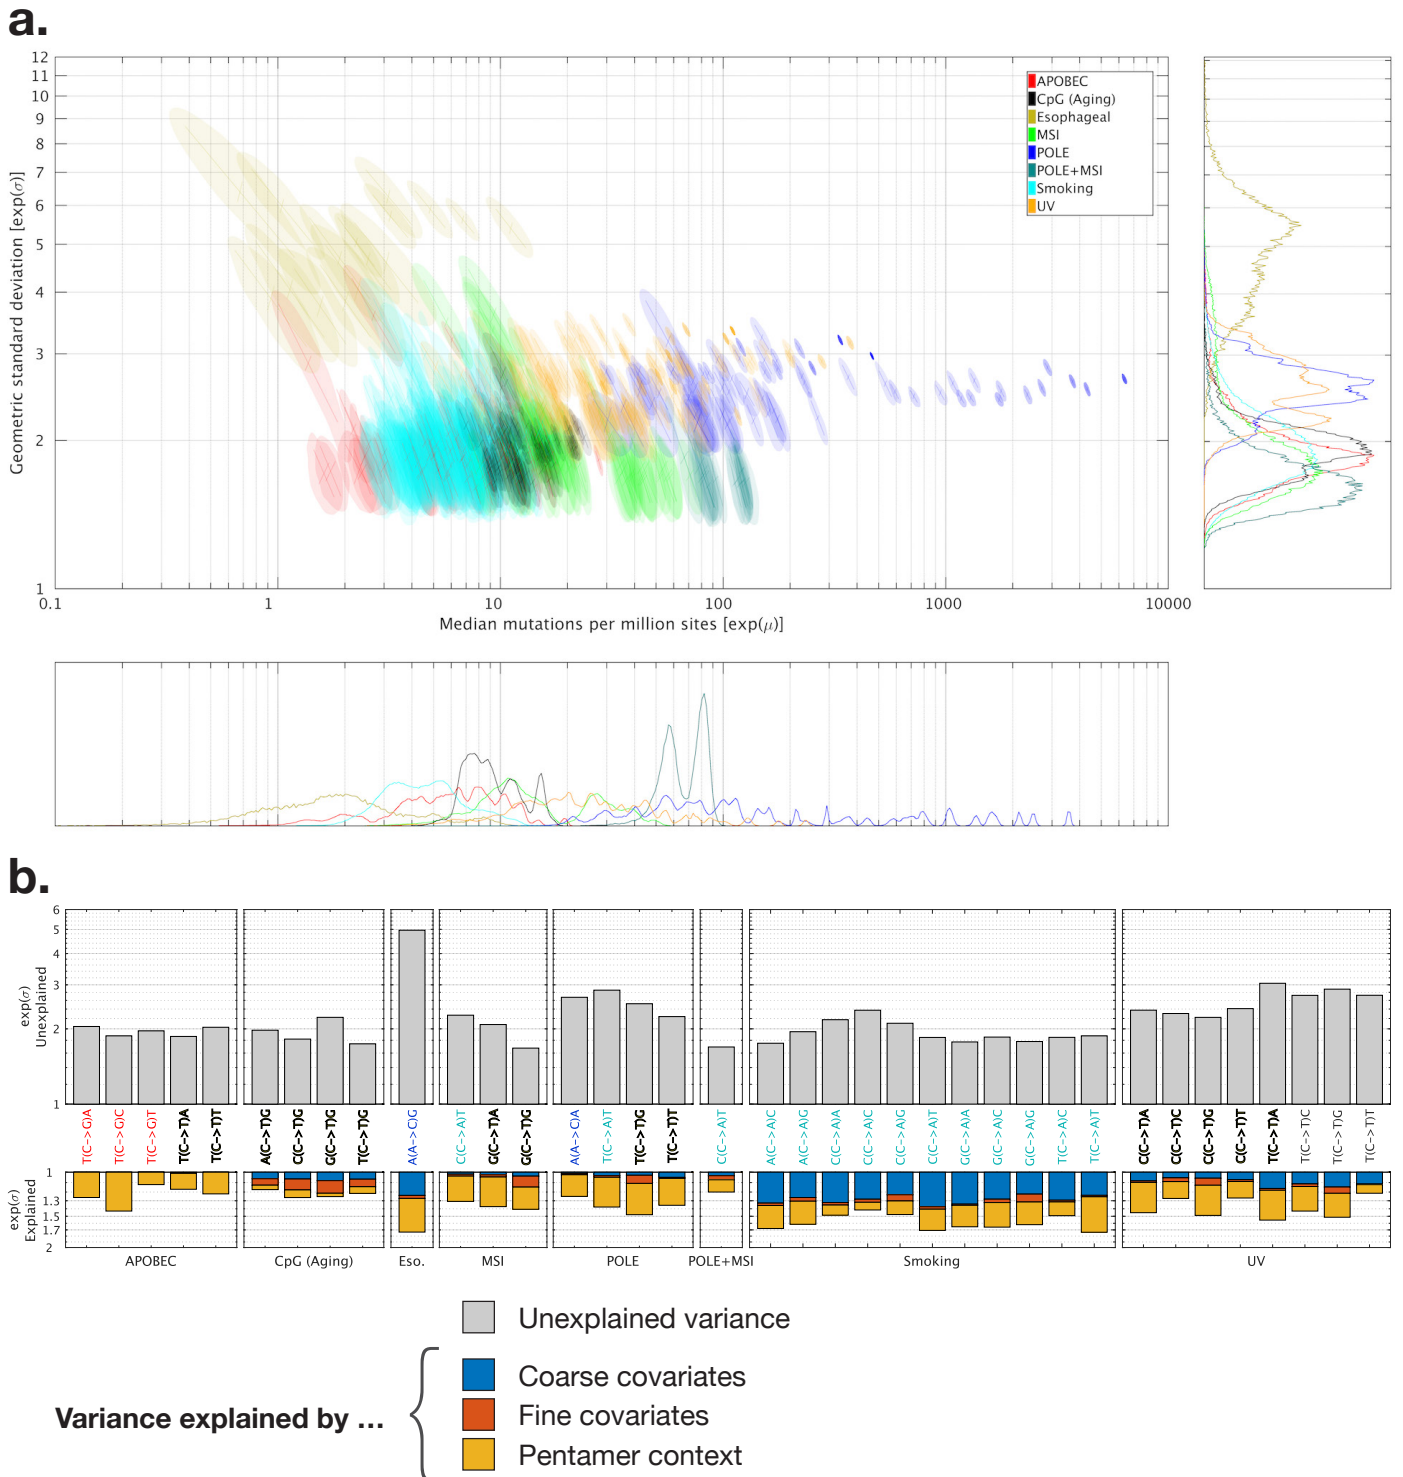 a.
12
11
10
9
8
7
6
5
4
3
2
1
Geometric standard deviation [exp(σ)]
APOBEC
CpG (Aging)
Esophageal
MSI
POLE
POLE+MSI
Smoking
UV
0.1 1 10 100 1000 10000
Median mutations per million sites [exp(μ)]
b.
6
5
4
3
2
1
exp(σ)
Unexplained
T(C->G)A
T(C->G)C
T(C->G)T
T(C->T)A
T(C->T)T
A(C->T)G
C(C->T)G
G(C->T)G
T(C->T)G
A(A->C)G
C(C->A)T
G(C->T)A
G(C->T)G
A(A->C)A
T(C->A)T
T(C->T)G
T(C->T)T
C(C->A)T
A(C->A)C
A(C->A)G
C(C->A)A
C(C->A)C
C(C->A)G
C(C->A)T
G(C->A)A
G(C->A)C
G(C->A)G
T(C->A)C
T(C->A)T
C(C->T)A
C(C->T)C
C(C->T)G
C(C->T)T
T(C->T)A
T(C->T)C
T(C->T)G
T(C->T)T
1
1.3
1.5
1.7
2
exp(σ)
Explained
APOBEC CpG (Aging) Eso. MSI POLE POLE+MSI Smoking UV
Unexplained variance
Variance explained by ...
Coarse covariates
Fine covariates
Pentamer context